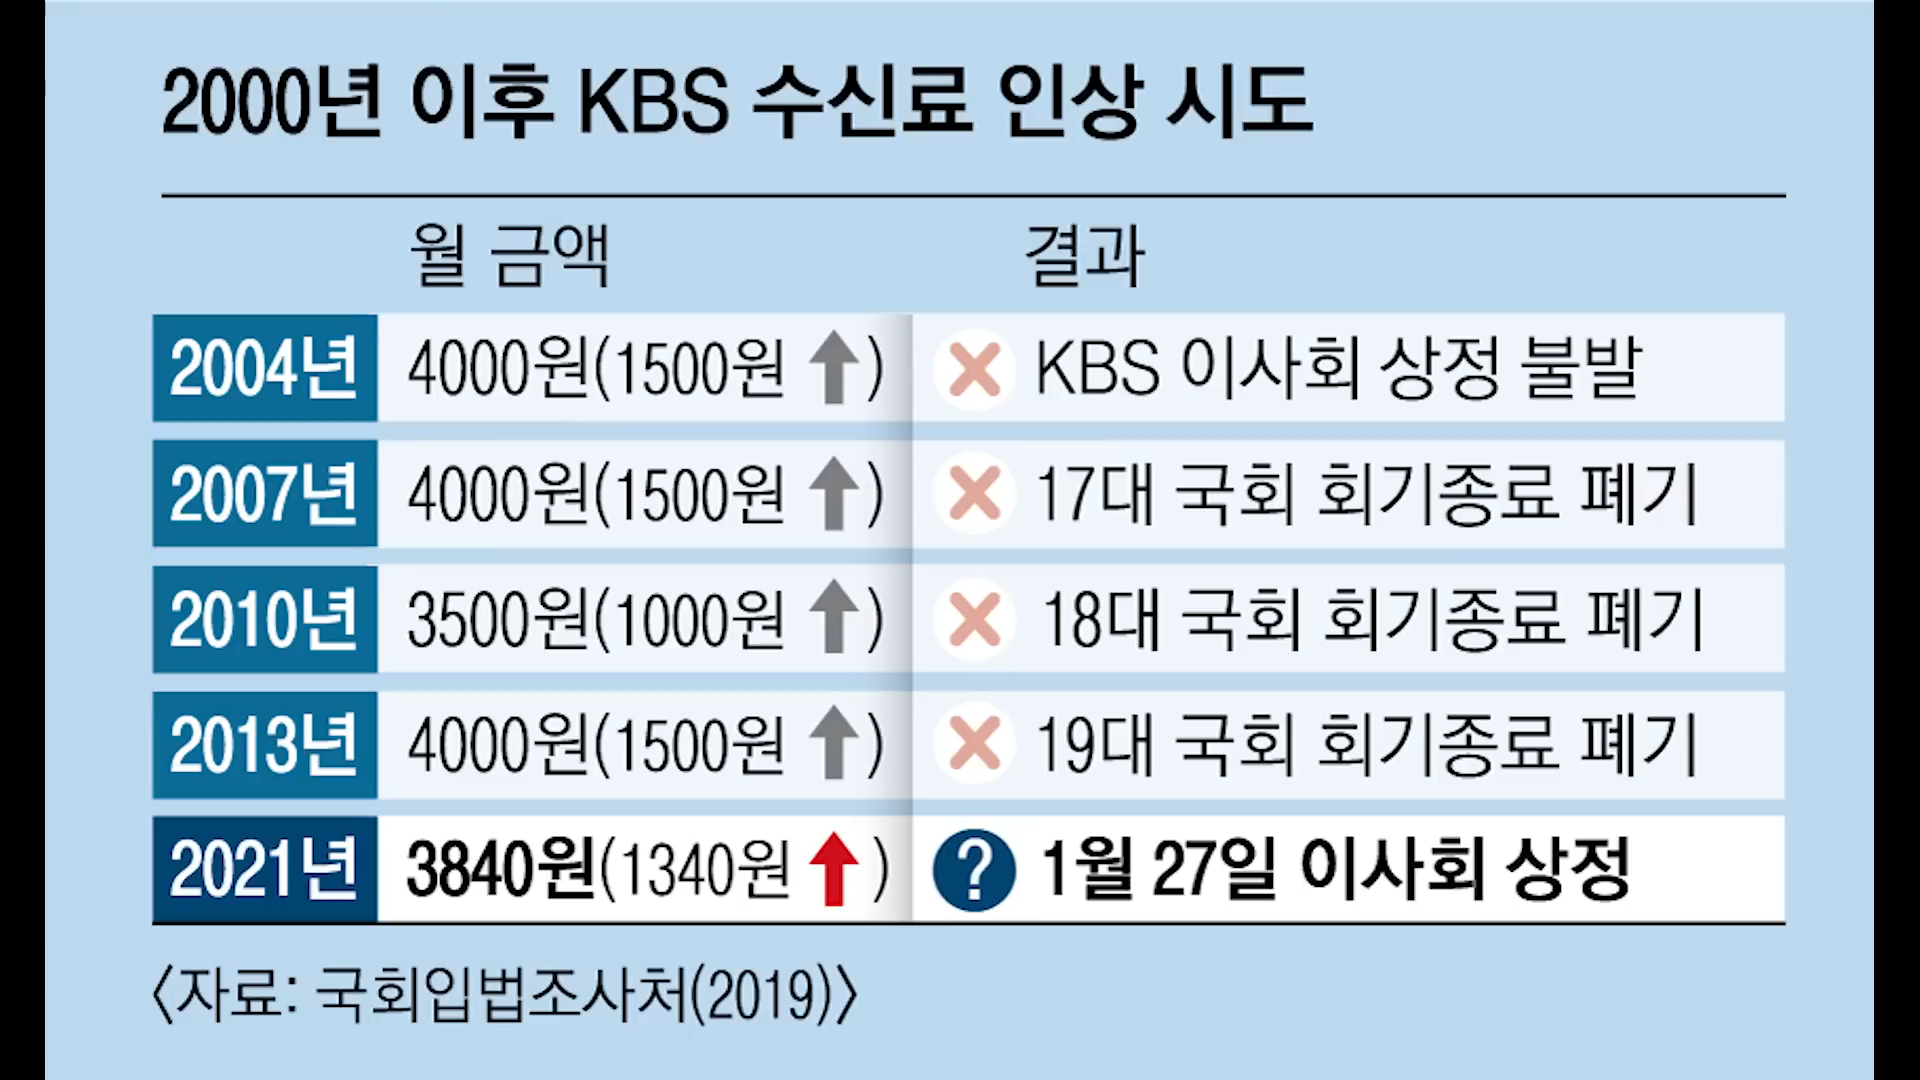 2000년 이후 KBS 수신료 인상 시도
월 금액 결과
2004년 4000원(1500원 ↑) × KBS 이사회 상정 불발
2007년 4000원(1500원 ↑) × 17대 국회 회기종료 폐기
2010년 3500원(1000원 ↑) × 18대 국회 회기종료 폐기
2013년 4000원(1500원 ↑) × 19대 국회 회기종료 폐기
2021년 3840원(1340원 ↑) ? 1월 27일 이사회 상정
〈자료: 국회입법조사처(2019)〉